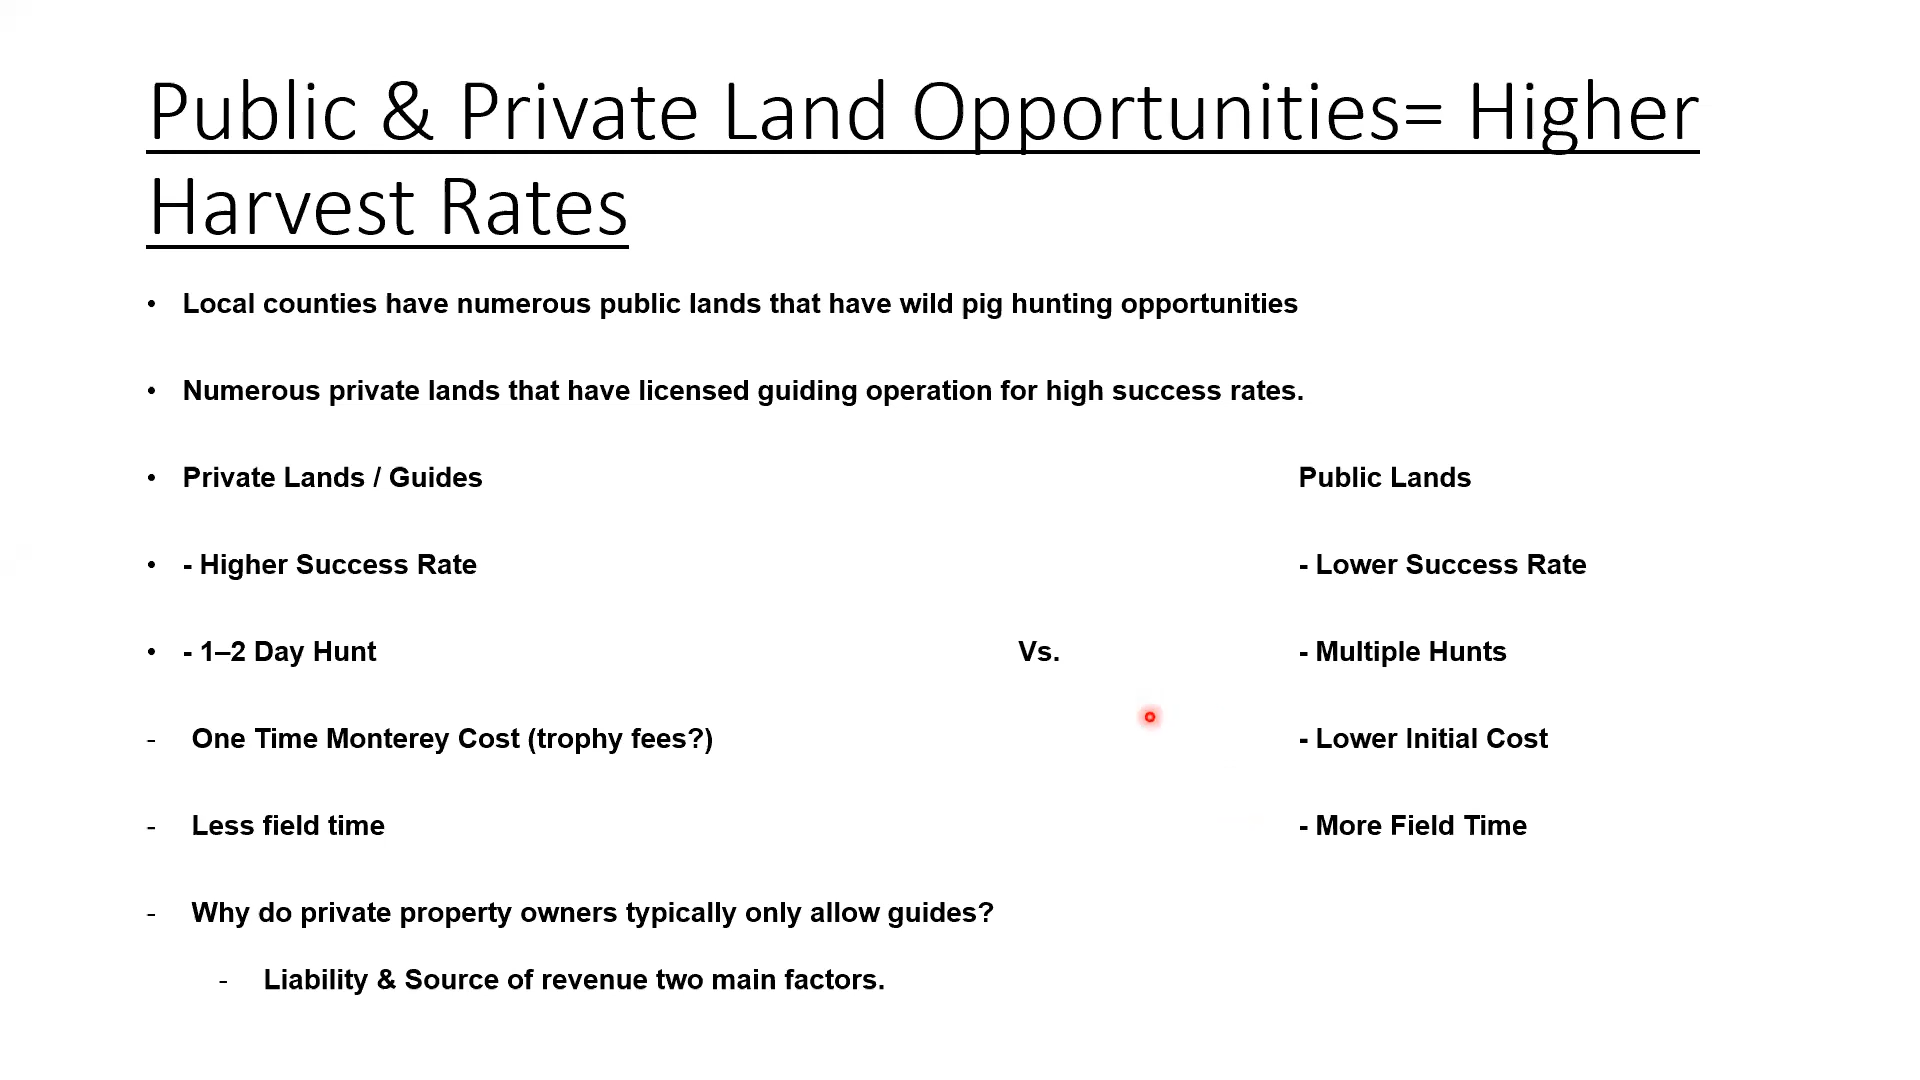 Public & Private Land Opportunities= Higher
Harvest Rates
• Local counties have numerous public lands that have wild pig hunting opportunities
• Numerous private lands that have licensed guiding operation for high success rates.
• Private Lands / Guides Public Lands
• - Higher Success Rate - Lower Success Rate
• - 1–2 Day Hunt Vs. - Multiple Hunts
- One Time Monterey Cost (trophy fees?) - Lower Initial Cost
- Less field time - More Field Time
- Why do private property owners typically only allow guides?
- Liability & Source of revenue two main factors.